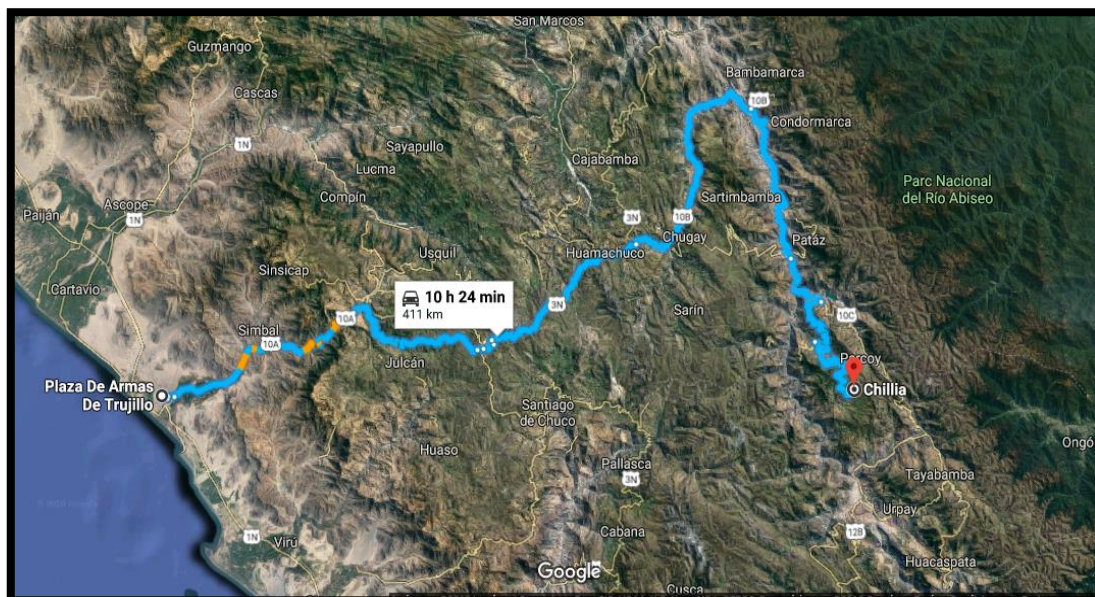 San Marcos
Guzmango
Bambamarca
10B
Cascas
Condormarca
1N
Sayapullo
Cajabamba
Lucma
Parc Nacional
del Río Abiseo
Compín
Sartimbamba
Ascope
Paiján
1N
3N
10B
Chugay
Usquil
Huamachuco
Pataz
Sinsicap
Cartavio
10 h 24 min
411 km
3N
Sarín
10C
10A
Simbal
10A
Julcán
Parcoy
Plaza De Armas
De Trujillo
Chillia
Santiago
de Chuco
Huaso
Ongó
Pallasca
3N
Tayabamba
Urpay
Cabana
12B
1N
Virú
Google
Huacaspata
Cusca